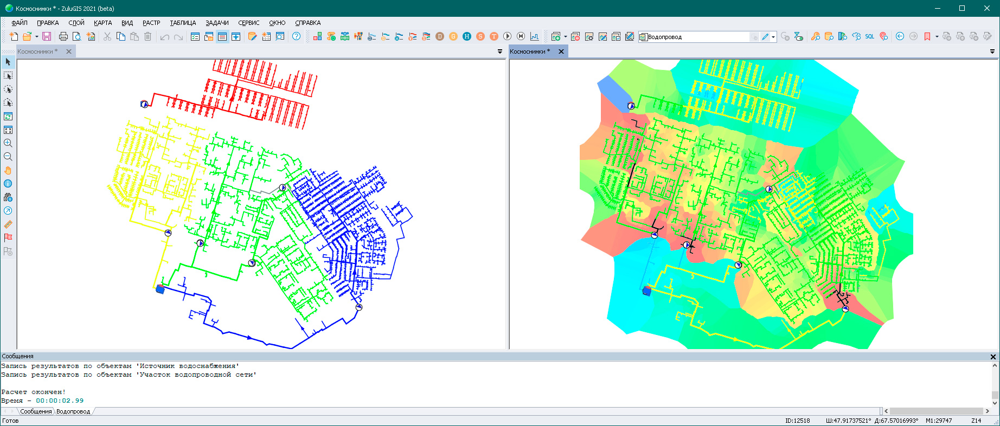 Космоснимки * - ZuluGIS 2021 (beta)
ФАЙЛ ПРАВКА СЛОЙ КАРТА ВИД РАСТР ТАБЛИЦА ЗАДАЧИ СЕРВИС ОКНО СПРАВКА
D G H S T Водопровод SQL
Космоснимки *
Космоснимки *
Сообщения
Запись результатов по объектам 'Источник водоснабжения'
Запись результатов по объектам 'Участок водопроводной сети'
Расчет окончен!
Время - 00:00:02.99
Сообщения Водопровод
Готов ID:12518 Ш:47.91737521° Д:67.57016993° М1:29747 Z14